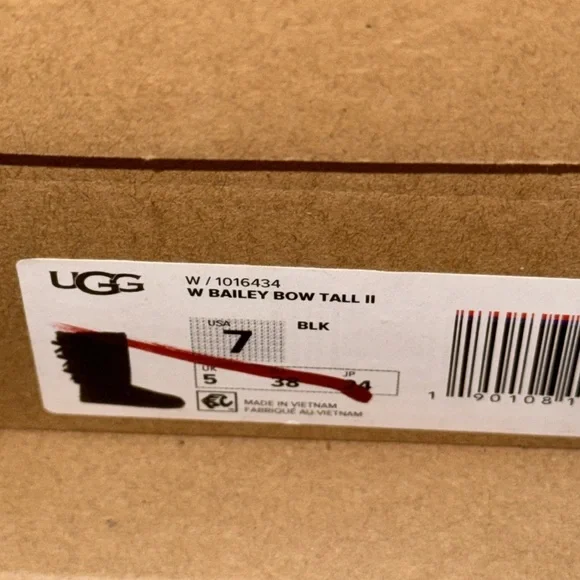 UGG
W / 1016434
W BAILEY BOW TALL II
USA
7
BLK
UK
5
38
JP
24
MADE IN VIETNAM
FABRIQUÉ AU VIETNAM
1 90108 1